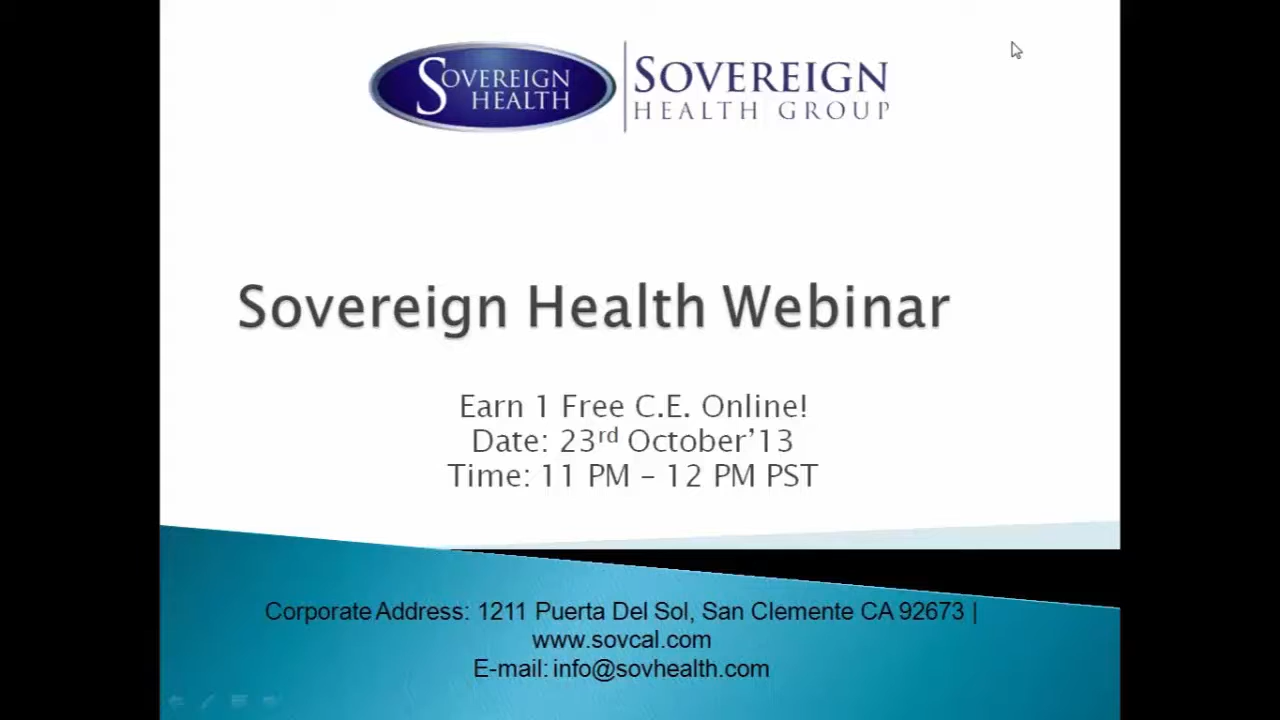 SOVEREIGN
HEALTH
SOVEREIGN
HEALTH GROUP
Sovereign Health Webinar
Earn 1 Free C.E. Online!
Date: 23rd October’13
Time: 11 PM – 12 PM PST
Corporate Address: 1211 Puerta Del Sol, San Clemente CA 92673 |
www.sovcal.com
E-mail: info@sovhealth.com